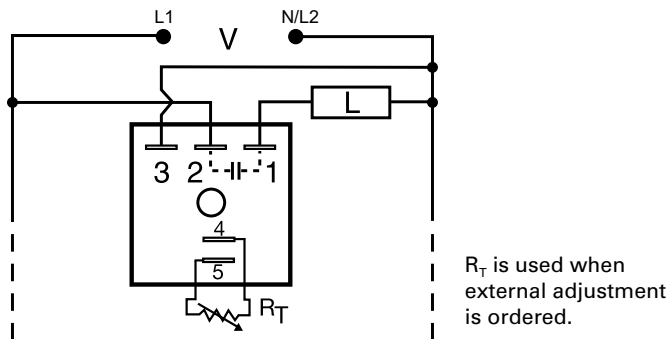 L1 V N/L2
L
3 2 1
4
5
RT
RT is used when
external adjustment
is ordered.